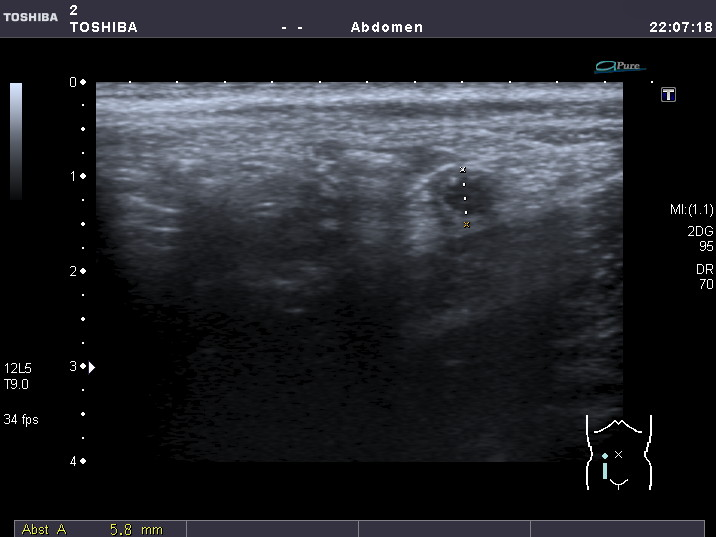 TOSHIBA
2
TOSHIBA - - Abdomen 22:07:18
aPure
T
0
1
2
3
4
MI:(1.1)
2DG
95
DR
70
12L5
T9.0
34 fps
Abst A 5.8 mm